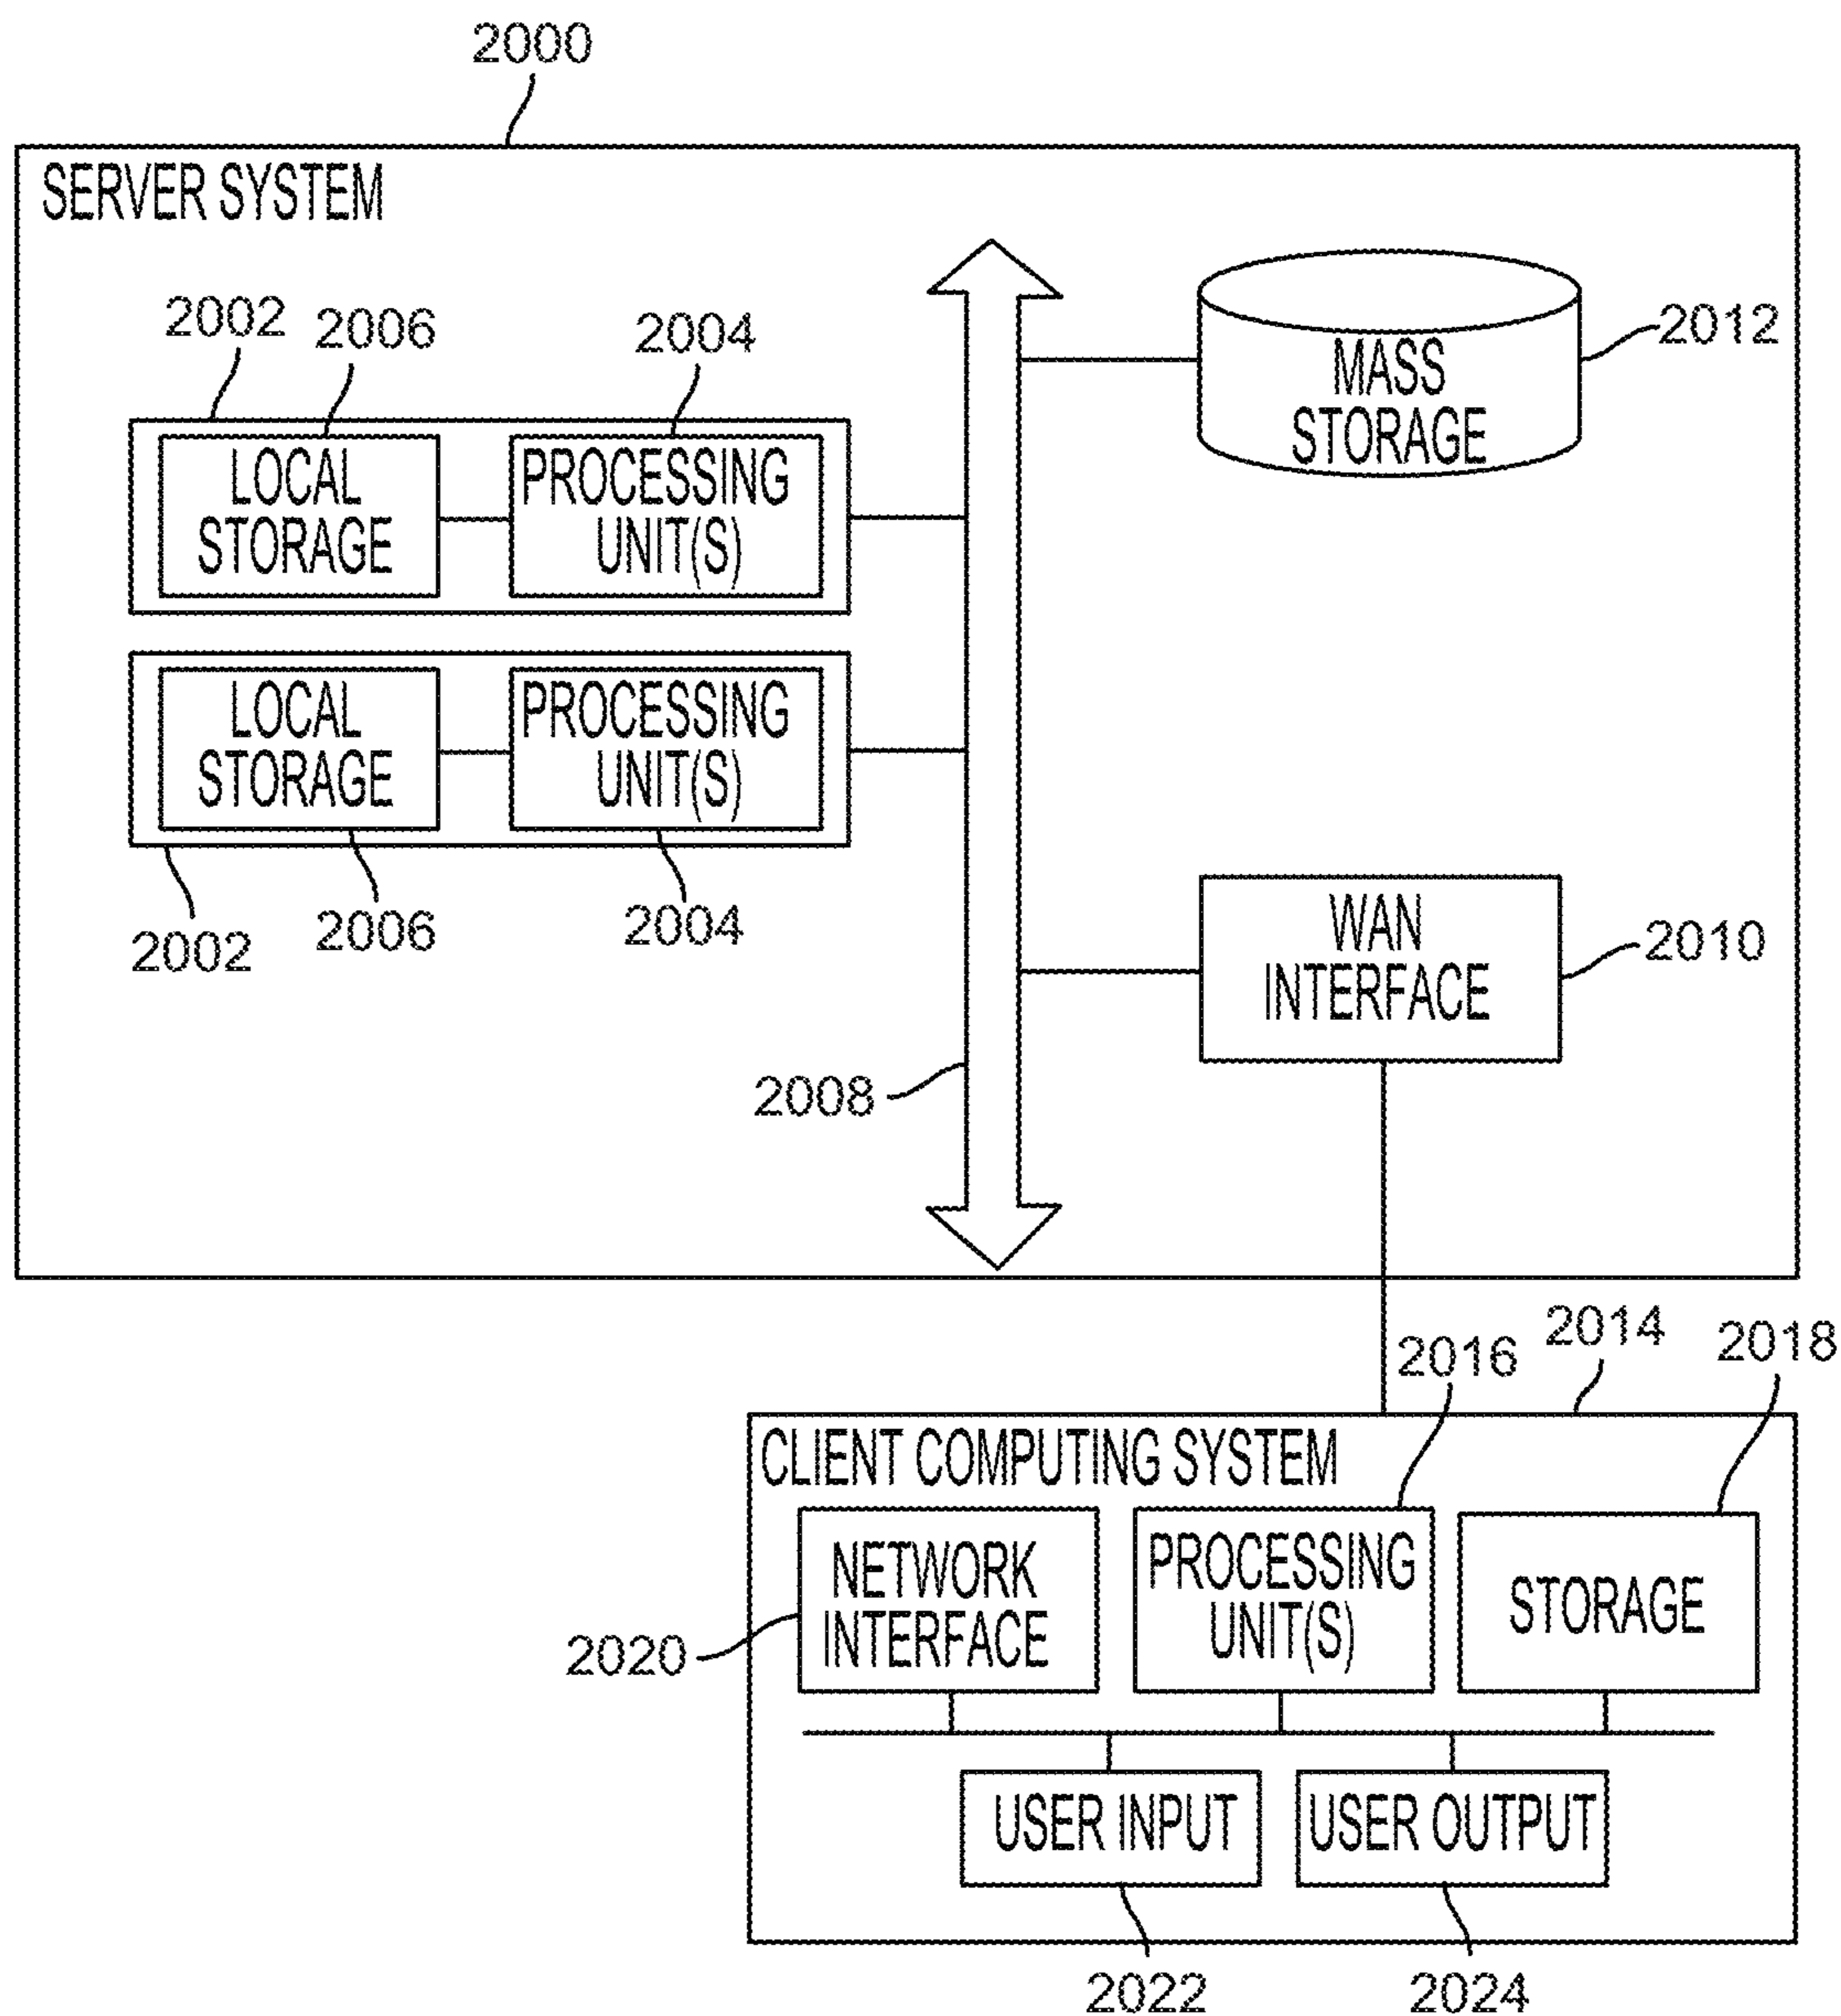 2000
SERVER SYSTEM
2002
2006
2004
2012
MASS
STORAGE
LOCAL
STORAGE
PROCESSING
UNIT(S)
LOCAL
STORAGE
PROCESSING
UNIT(S)
2002
2006
2004
WAN
INTERFACE
2010
2008
2016
2014
2018
CLIENT COMPUTING SYSTEM
NETWORK
INTERFACE
PROCESSING
UNIT(S)
STORAGE
2020
USER INPUT
USER OUTPUT
2022
2024